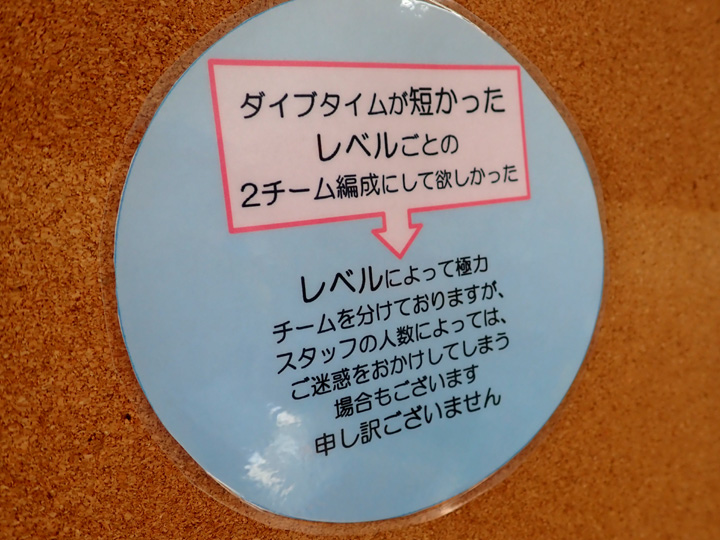 ダイブタイムが短かった
レベルごとの
2チーム編成にして欲しかった
レベルによって極力
チームを分けておりますが、
スタッフの人数によっては、
ご迷惑をおかけしてしまう
場合もございます
申し訳ございません